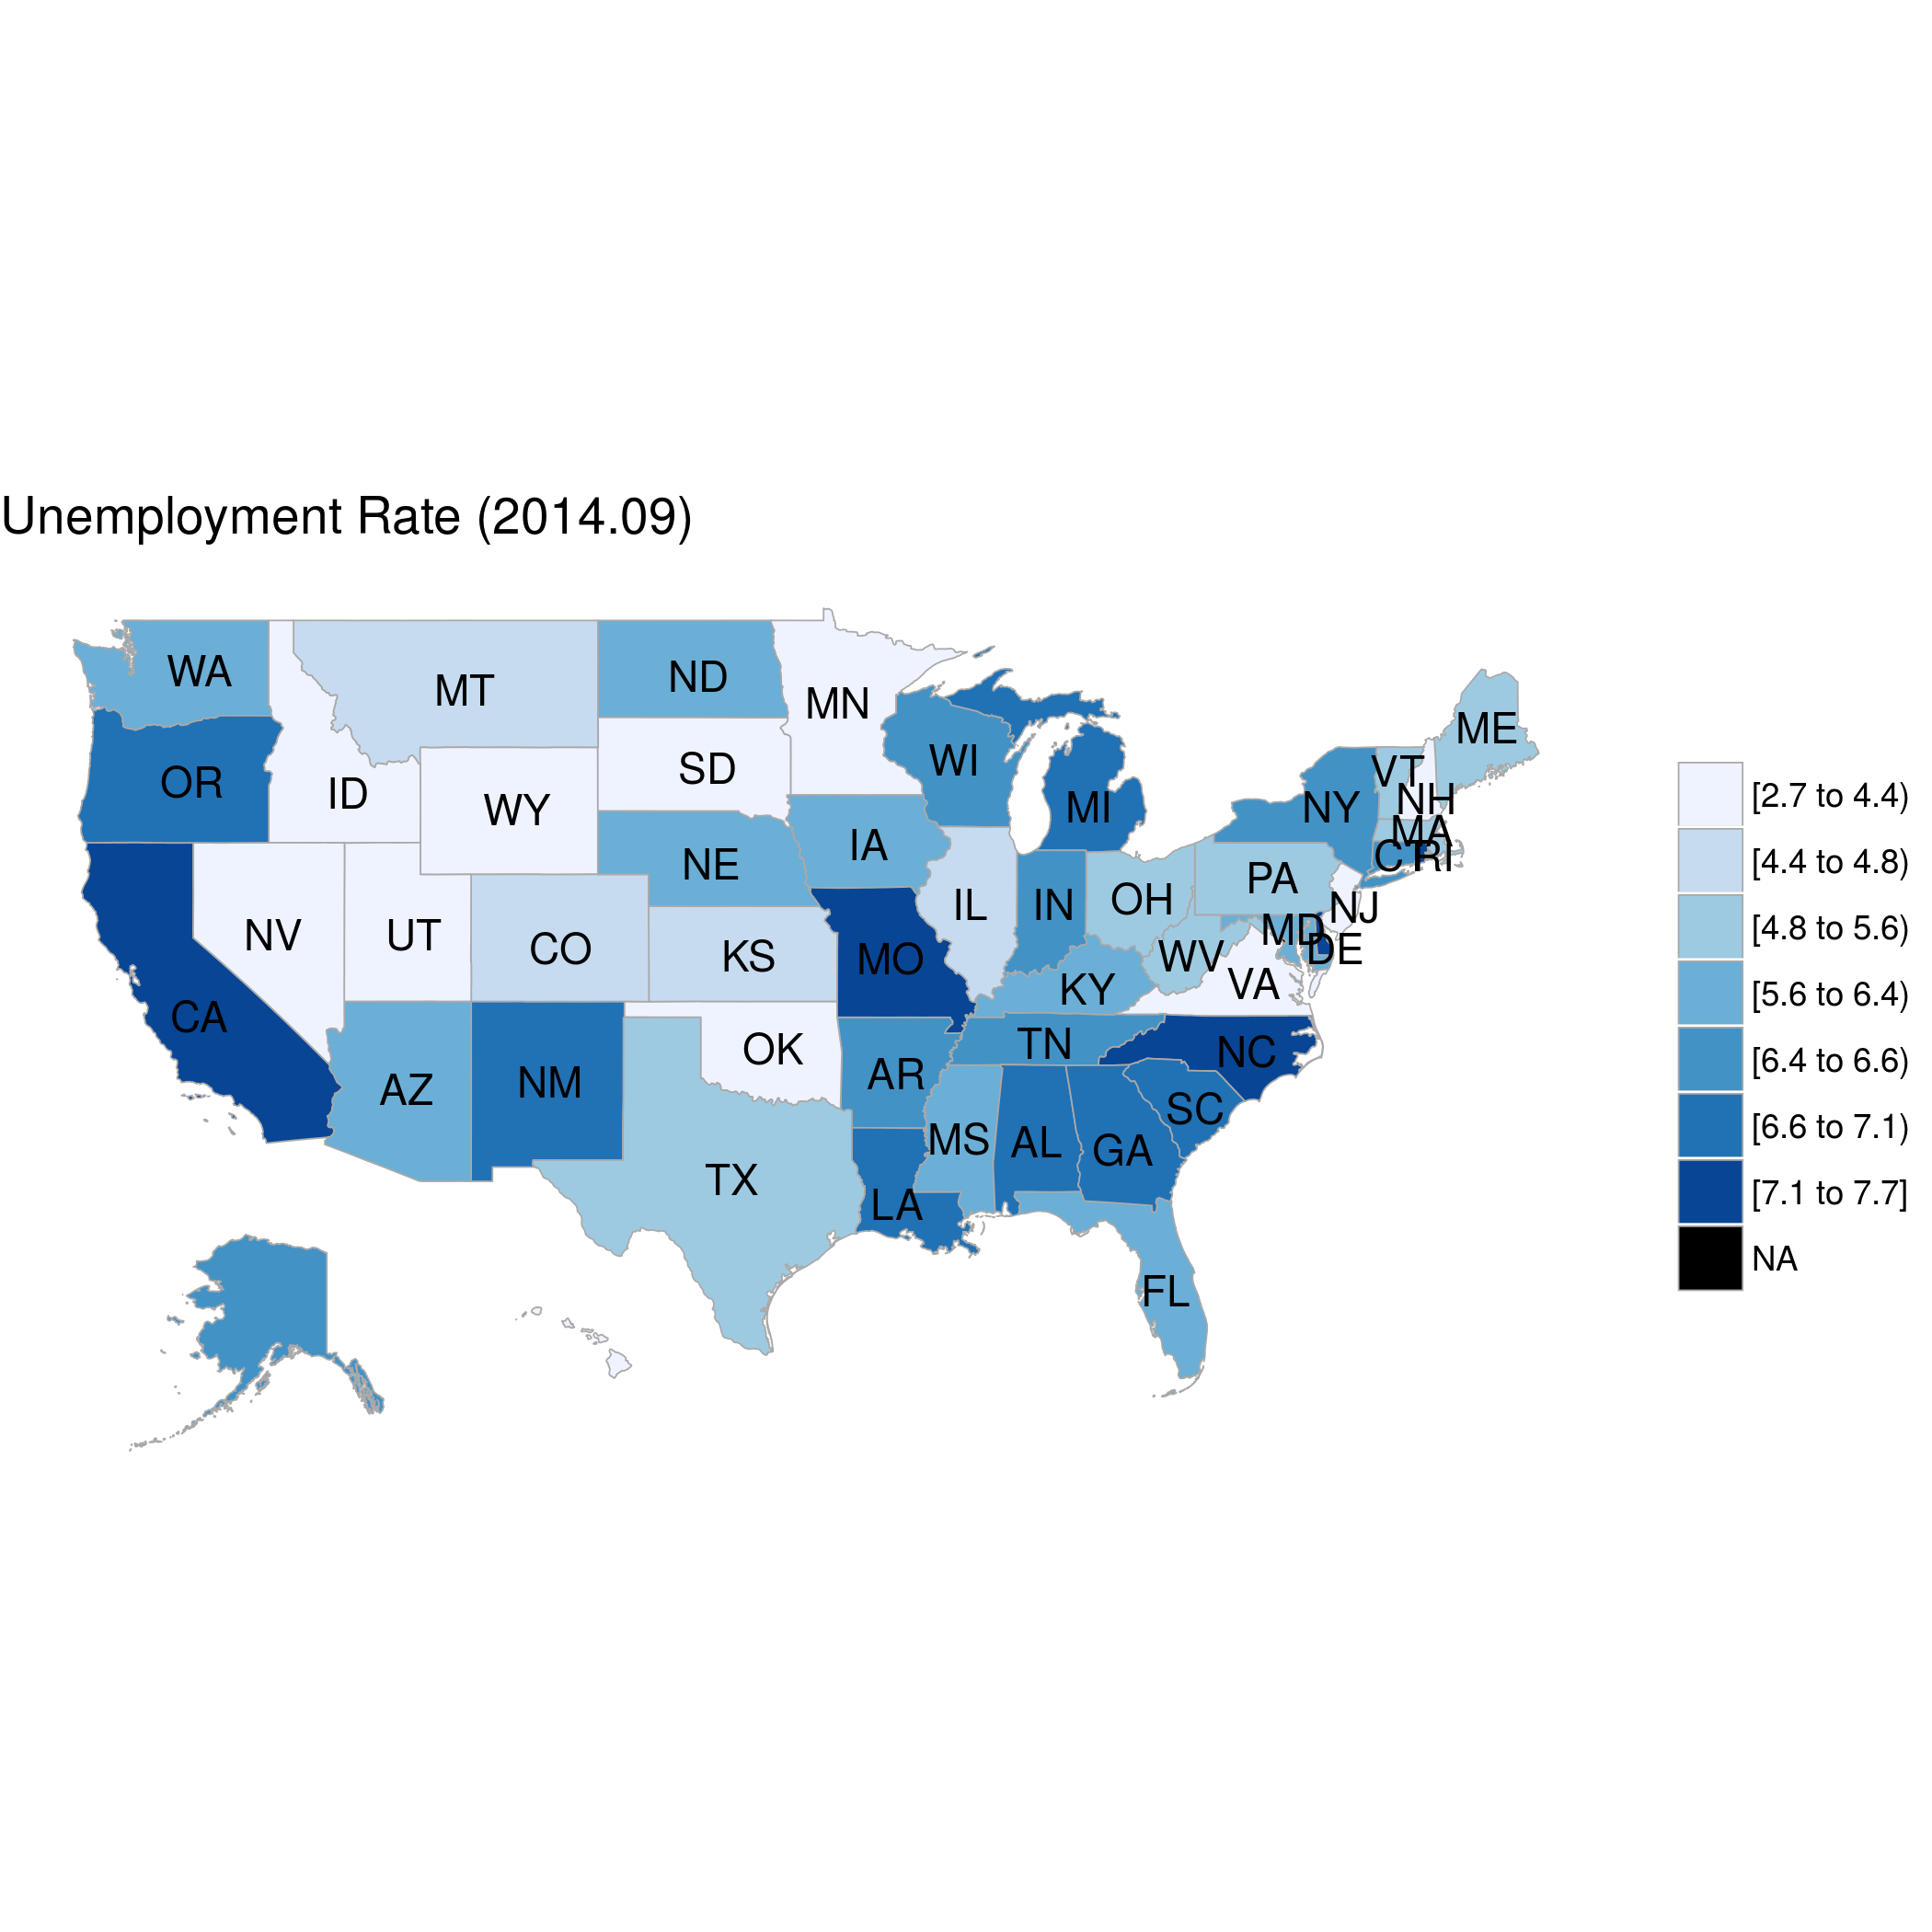 Unemployment Rate (2014.09)
WA
MT
ND
MN
ME
OR
ID
WY
SD
WI
MI
NY
VT
NH
MA
C
RI
NE
IA
PA
OH
IN
IL
NJ
MD
DE
NV
UT
CO
KS
MO
WV
VA
KY
CA
AZ
NM
OK
AR
TN
NC
SC
TX
LA
MS
AL
GA
FL
[2.7 to 4.4)
[4.4 to 4.8)
[4.8 to 5.6)
[5.6 to 6.4)
[6.4 to 6.6)
[6.6 to 7.1)
[7.1 to 7.7]
NA